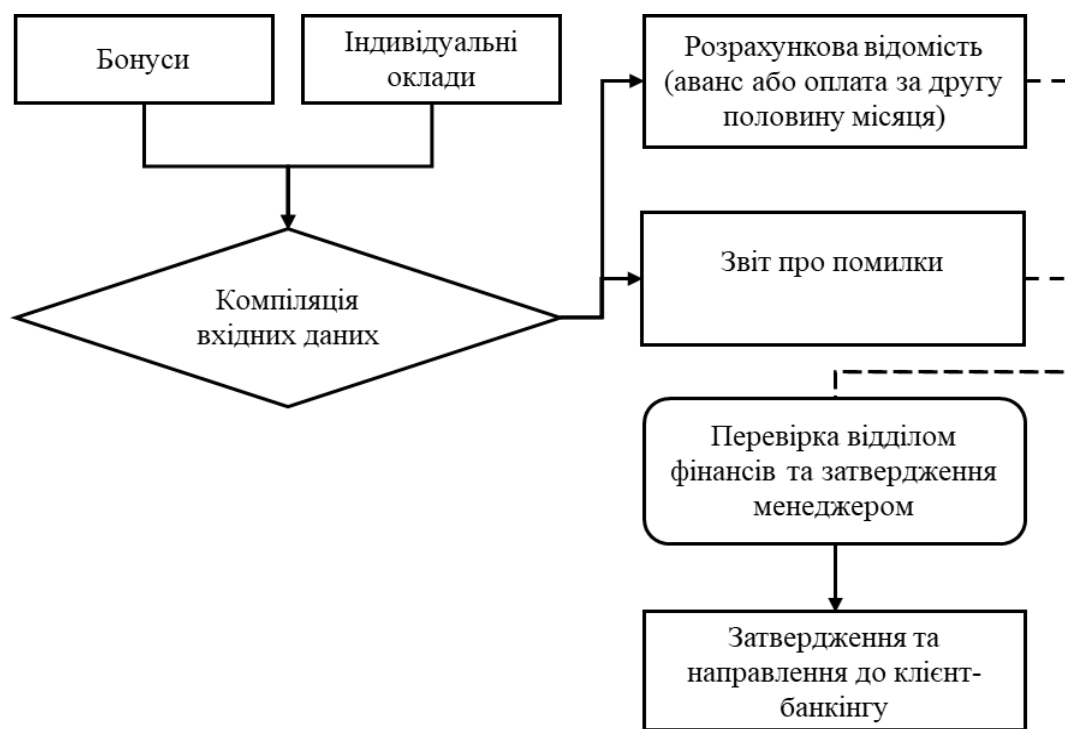 Бонуси
Індивідуальні
оклади
Розрахункова відомість
(аванс або оплата за другу
половину місяця)
Компіляція
вхідних даних
Звіт про помилки
Перевірка відділом
фінансів та затвердження
менеджером
Затвердження та
направлення до клієнт-
банкінгу